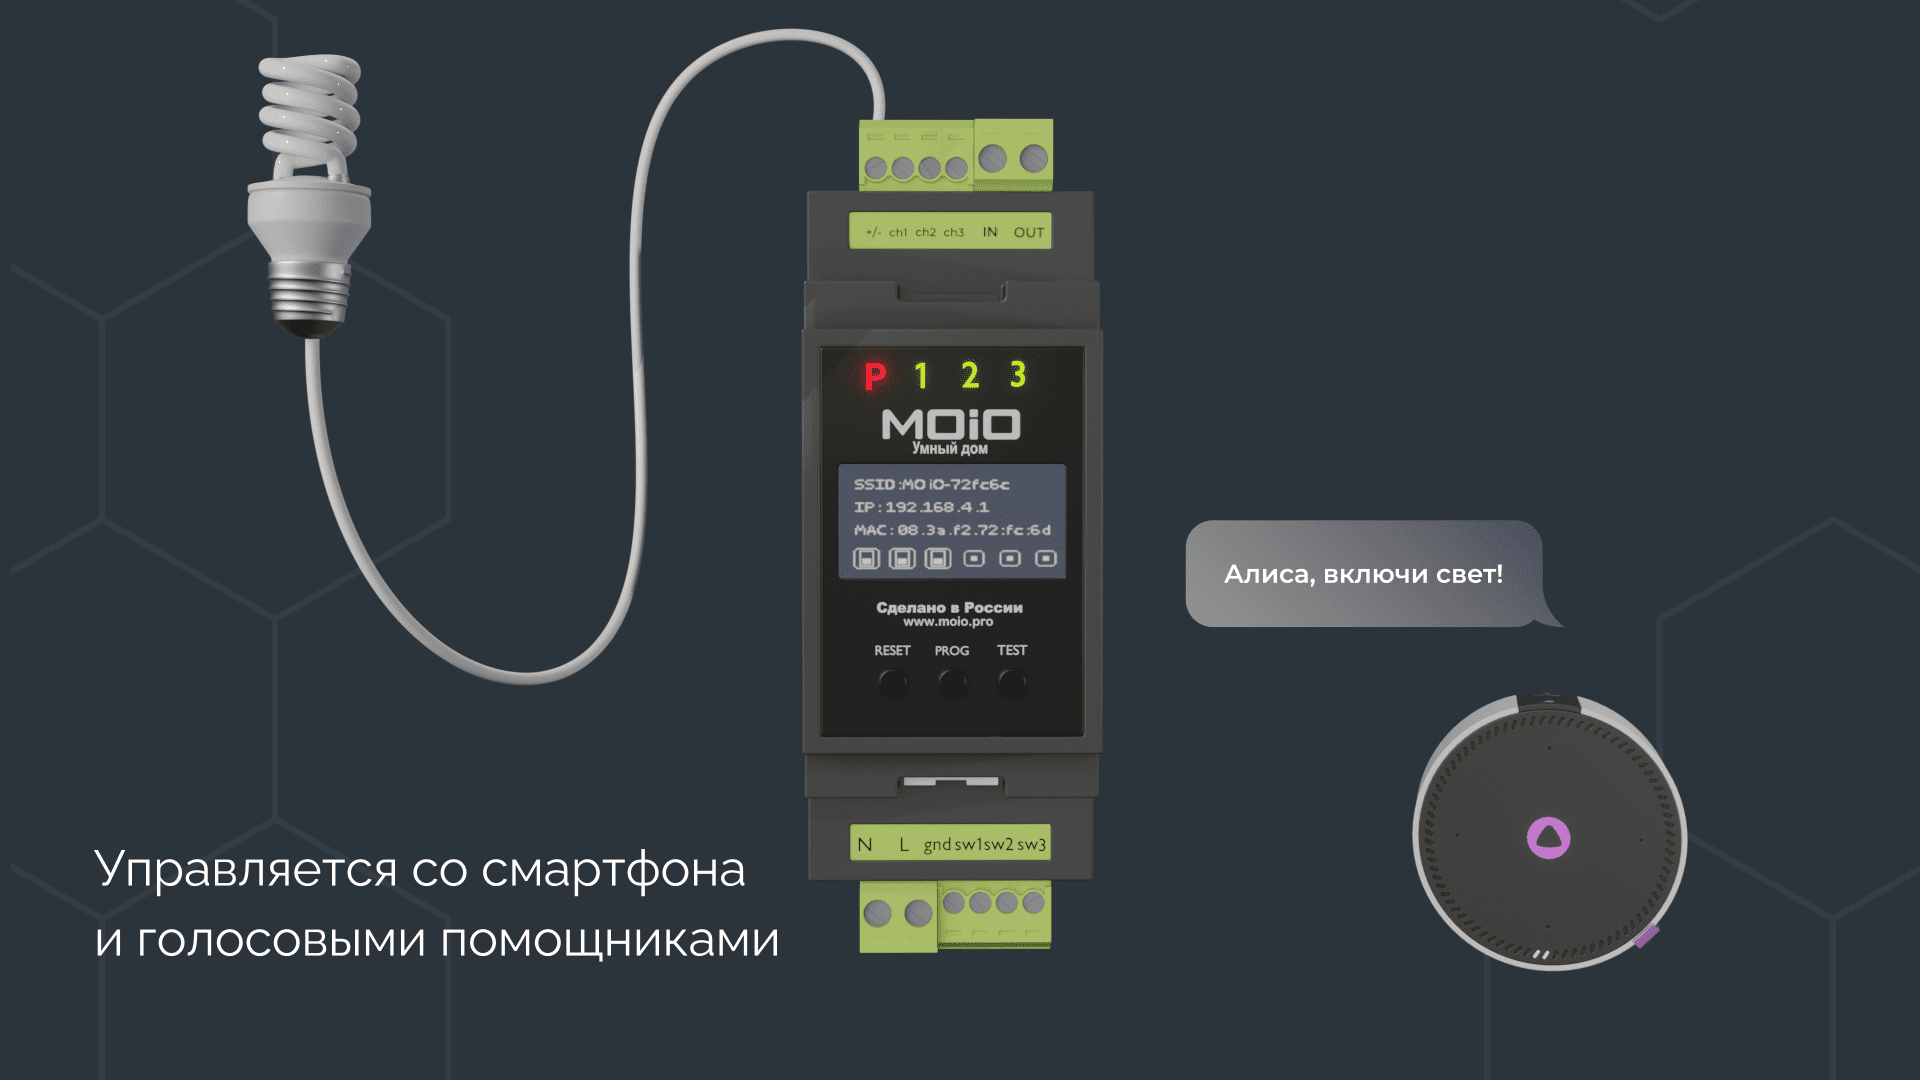 +/- ch1 ch2 ch3 IN OUT
P 1 2 3
MOiO
Умный дом
SSID:MOiO-72fc6c
IP:192.168.4.1
MAC:08.3a.f2.72:fc:6d
Сделано в России
www.moio.pro
RESET PROG TEST
N L gnd sw1 sw2 sw3
Алиса, включи свет!
Управляется со смартфона
и голосовыми помощниками